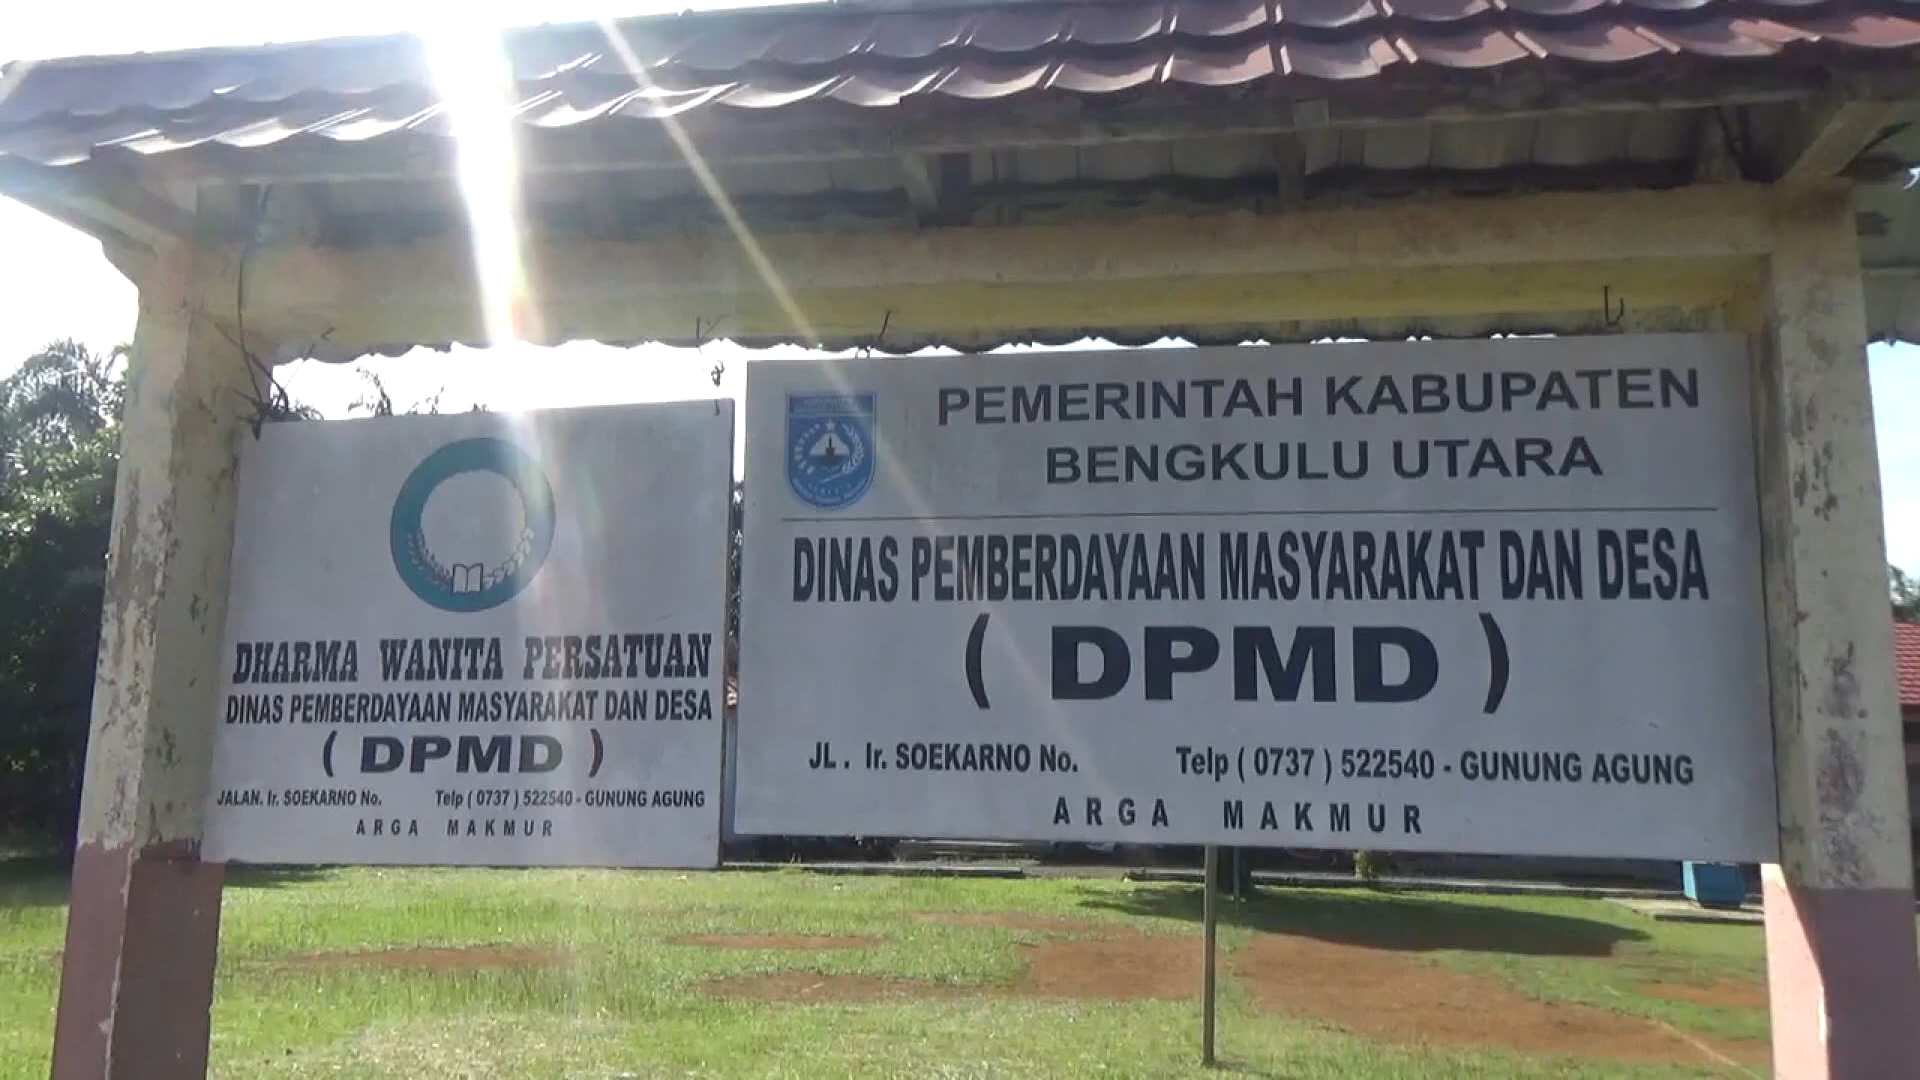 DHARMA WANITA PERSATUAN
DINAS PEMBERDAYAAN MASYARAKAT DAN DESA
( DPMD )
JALAN. Ir. SOEKARNO No. Telp ( 0737 ) 522540 - GUNUNG AGUNG
ARGA MAKMUR
PEMERINTAH KABUPATEN
BENGKULU UTARA
DINAS PEMBERDAYAAN MASYARAKAT DAN DESA
( DPMD )
JL . Ir. SOEKARNO No. Telp ( 0737 ) 522540 - GUNUNG AGUNG
ARGA MAKMUR